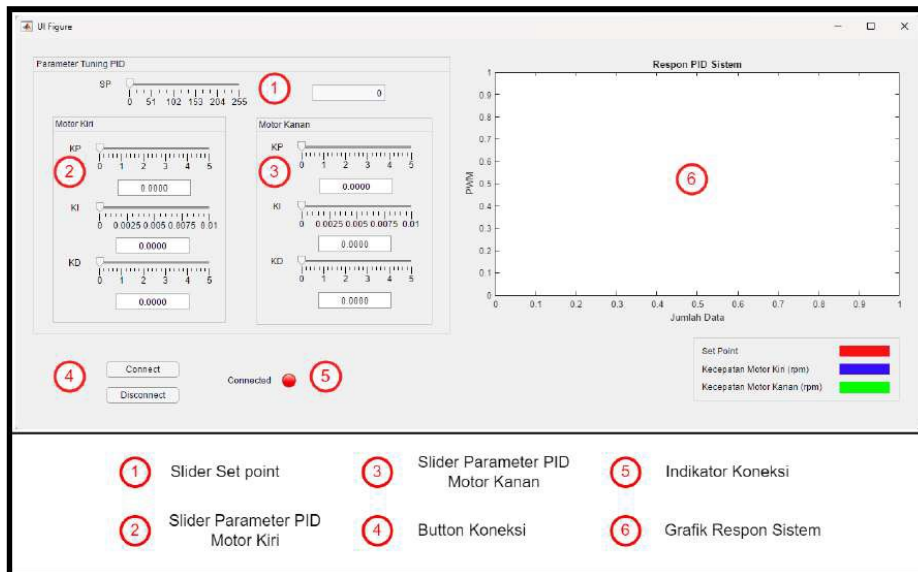 UI Figure
Parameter Tuning PID
SP
0 51 102 153 204 255
1
0
Motor Kiri
KP
0 1 2 3 4 5
2
0.0000
KI
0 0.0025 0.005 0.0075 0.01
0.0000
KD
0 1 2 3 4 5
0.0000
Motor Kanan
KP
0 1 2 3 4 5
3
0.0000
KI
0 0.0025 0.005 0.0075 0.01
0.0000
KD
0 1 2 3 4 5
0.0000
4
Connect
Disconnect
Connected
5
Respon PID Sistem
PWM
1
0.9
0.8
0.7
0.6
0.5
0.4
0.3
0.2
0.1
0
6
0 0.1 0.2 0.3 0.4 0.5 0.6 0.7 0.8 0.9 1
Jumlah Data
Set Point
Kecepatan Motor Kiri (rpm)
Kecepatan Motor Kanan (rpm)
1 Slider Set point
2 Slider Parameter PID
Motor Kiri
3 Slider Parameter PID
Motor Kanan
4 Button Koneksi
5 Indikator Koneksi
6 Grafik Respon Sistem